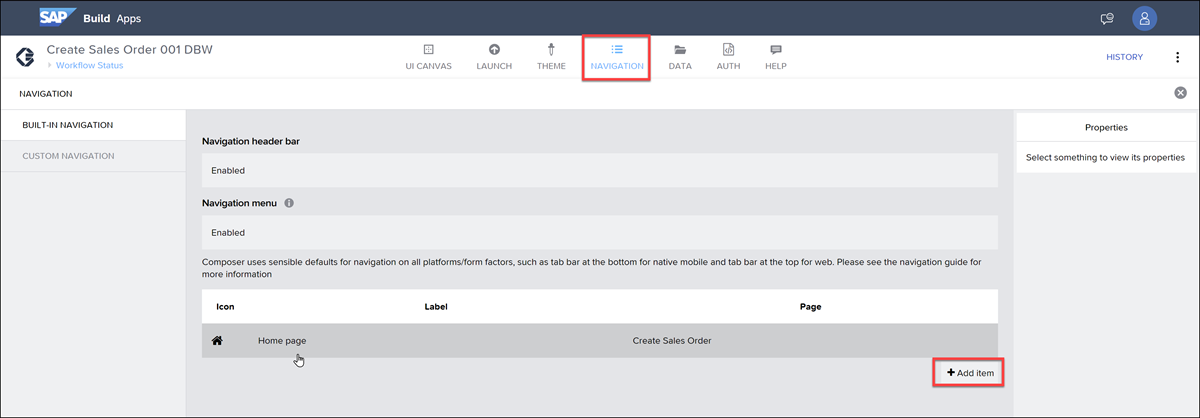 SAP Build Apps
Create Sales Order 001 DBW
Workflow Status
UI CANVAS
LAUNCH
THEME
NAVIGATION
DATA
AUTH
HELP
HISTORY
NAVIGATION
BUILT-IN NAVIGATION
CUSTOM NAVIGATION
Navigation header bar
Enabled
Navigation menu
Enabled
Composer uses sensible defaults for navigation on all platforms/form factors, such as tab bar at the bottom for native mobile and tab bar at the top for web. Please see the navigation guide for
more information
Icon Label Page
Home page Create Sales Order
+ Add item
Properties
Select something to view its properties